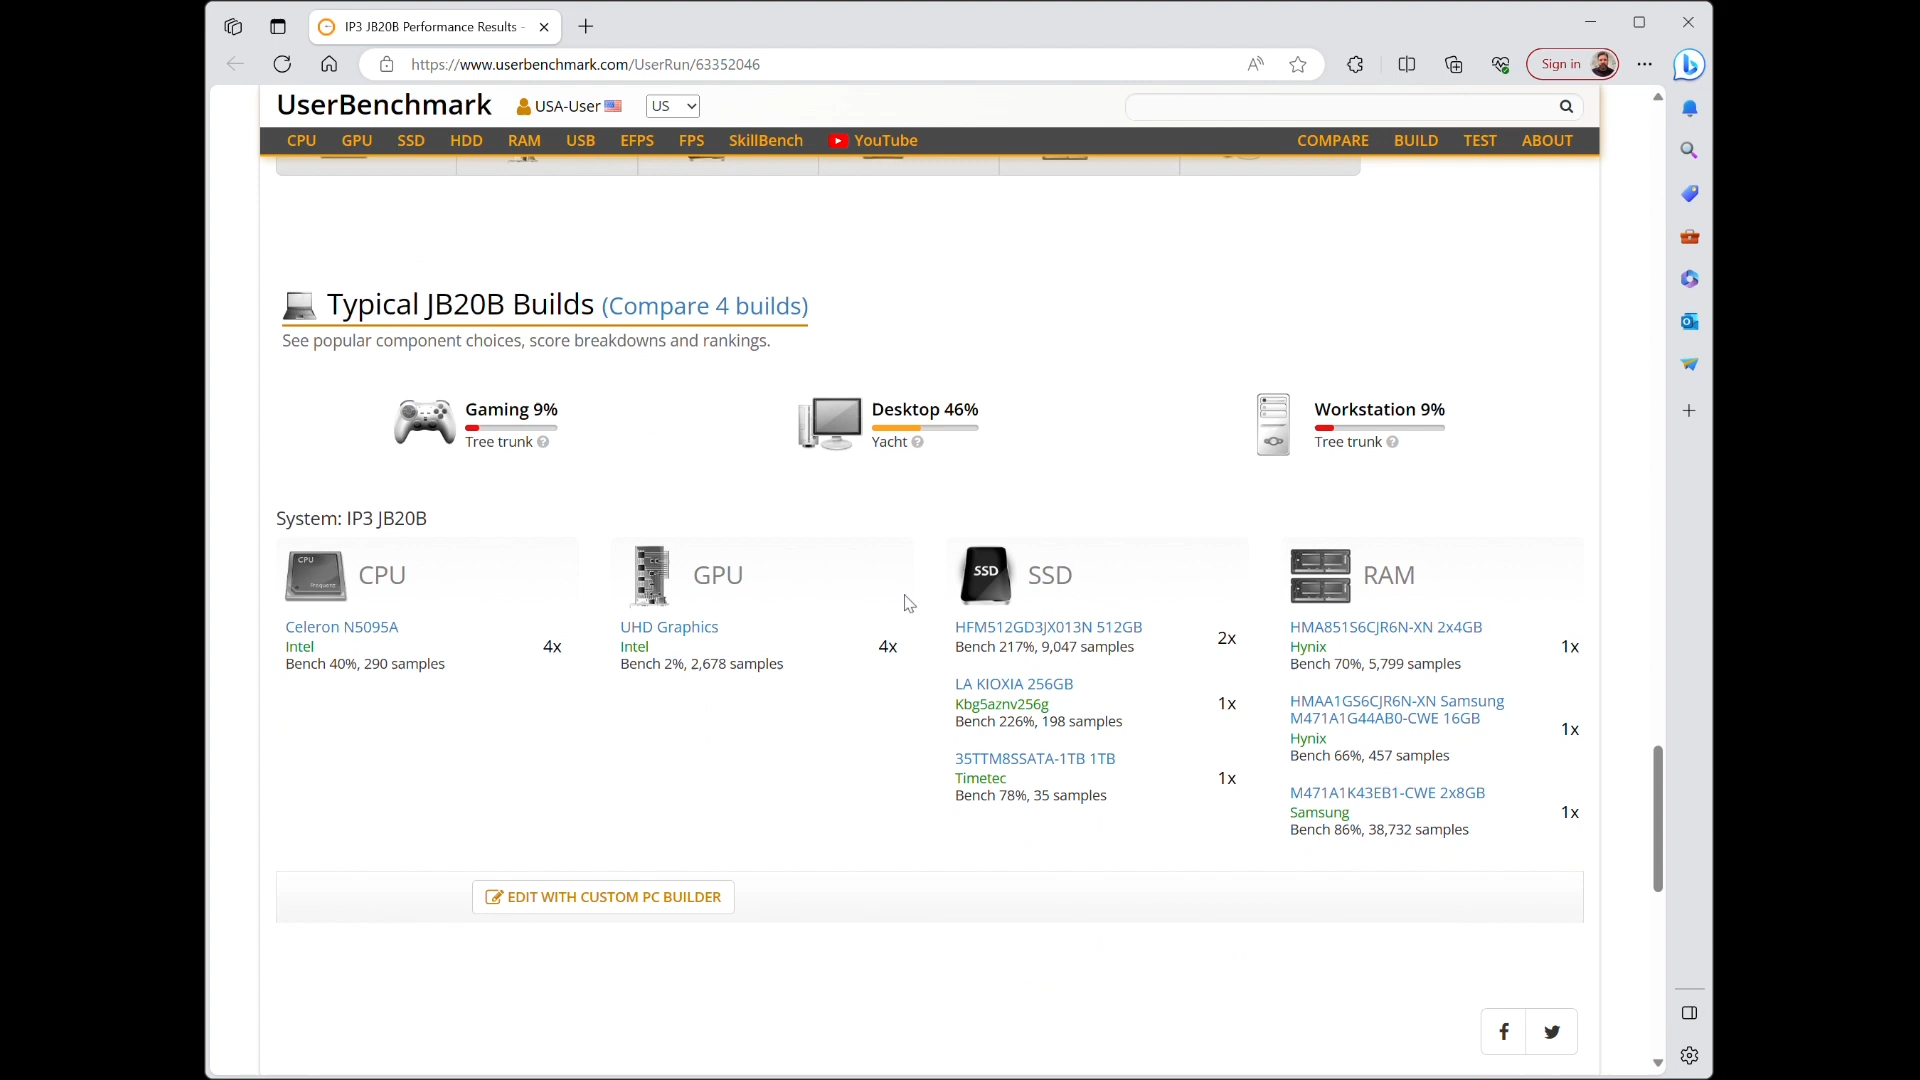 IP3 JB20B Performance Results -
https://www.userbenchmark.com/UserRun/63352046
Sign in
UserBenchmark
USA-User
US
CPU GPU SSD HDD RAM USB EFPS FPS SkillBench YouTube COMPARE BUILD TEST ABOUT
Typical JB20B Builds (Compare 4 builds)
See popular component choices, score breakdowns and rankings.
Gaming 9%
Tree trunk
Desktop 46%
Yacht
Workstation 9%
Tree trunk
System: IP3 JB20B
CPU
CPU
Celeron N5095A
Intel
Bench 40%, 290 samples
4x
GPU
UHD Graphics
Intel
Bench 2%, 2,678 samples
4x
SSD
SSD
HFM512GD3JX013N 512GB
Bench 217%, 9,047 samples
2x
LA KIOXIA 256GB
Kbg5aznv256g
Bench 226%, 198 samples
1x
35TTM8SSATA-1TB 1TB
Timetec
Bench 78%, 35 samples
1x
RAM
HMA851S6CJR6N-XN 2x4GB
Hynix
Bench 70%, 5,799 samples
1x
HMAA1GS6CJR6N-XN Samsung
M471A1G44AB0-CWE 16GB
Hynix
Bench 66%, 457 samples
1x
M471A1K43EB1-CWE 2x8GB
Samsung
Bench 86%, 38,732 samples
1x
EDIT WITH CUSTOM PC BUILDER